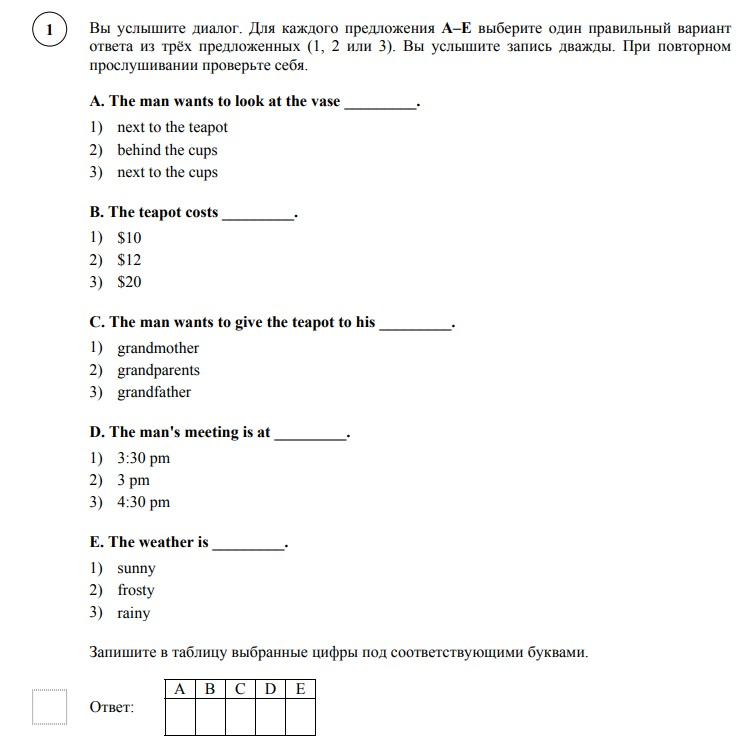 1
Вы услышите диалог. Для каждого предложения A–E выберите один правильный вариант
ответа из трёх предложенных (1, 2 или 3). Вы услышите запись дважды. При повторном
прослушивании проверьте себя.
A. The man wants to look at the vase _________.
1) next to the teapot
2) behind the cups
3) next to the cups
B. The teapot costs _________.
1) $10
2) $12
3) $20
C. The man wants to give the teapot to his _________.
1) grandmother
2) grandparents
3) grandfather
D. The man's meeting is at _________.
1) 3:30 pm
2) 3 pm
3) 4:30 pm
E. The weather is _________.
1) sunny
2) frosty
3) rainy
Запишите в таблицу выбранные цифры под соответствующими буквами.
A B C D E
Ответ: